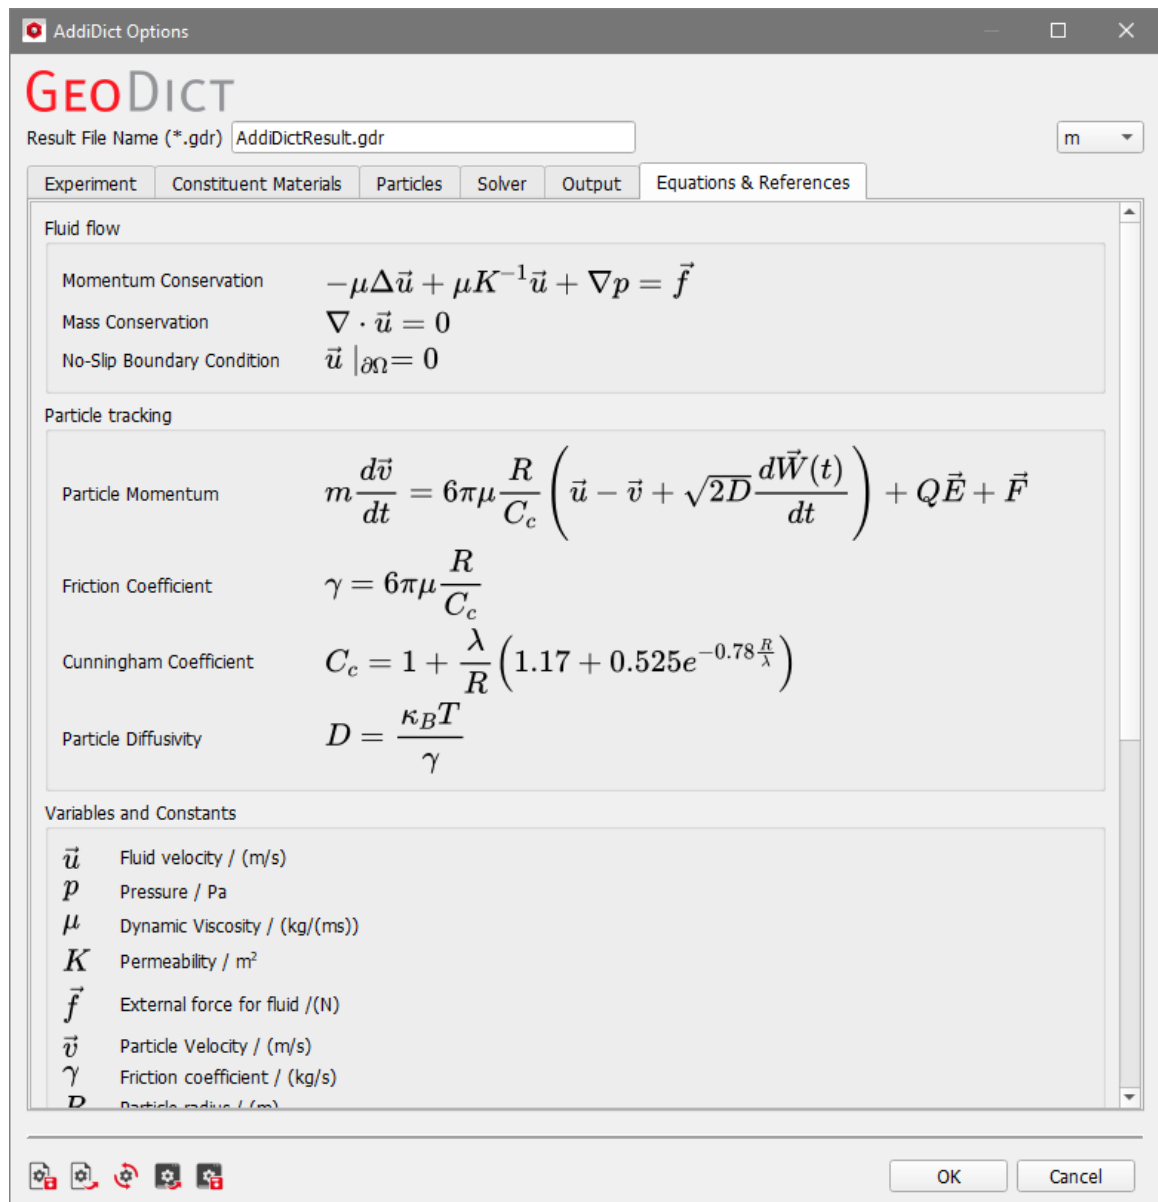 AddiDict Options
GEODICT
Result File Name (*.gdr) AddiDictResult.gdr m
Experiment Constituent Materials Particles Solver Output Equations & References
Fluid flow
Momentum Conservation −μΔu⃗ + μK⁻¹u⃗ + ∇p = f⃗
Mass Conservation ∇ · u⃗ = 0
No-Slip Boundary Condition u⃗ |∂Ω= 0
Particle tracking
Particle Momentum m dv⃗/dt = 6πμ R/C_c (u⃗ − v⃗ + √2D dW⃗(t)/dt) + QE⃗ + F⃗
Friction Coefficient γ = 6πμ R/C_c
Cunningham Coefficient C_c = 1 + λ/R (1.17 + 0.525e^(−0.78 R/λ))
Particle Diffusivity D = κ_B T/γ
Variables and Constants
u⃗ Fluid velocity / (m/s)
p Pressure / Pa
μ Dynamic Viscosity / (kg/(ms))
K Permeability / m²
f⃗ External force for fluid /(N)
v⃗ Particle Velocity / (m/s)
γ Friction coefficient / (kg/s)
R Particle radius / (m)
OK Cancel